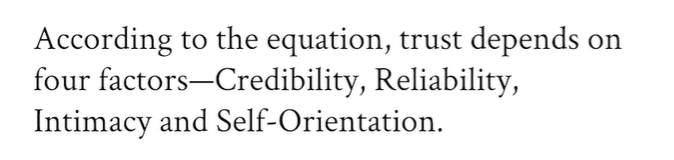 According to the equation, trust depends on
four factors—Credibility, Reliability,
Intimacy and Self-Orientation.